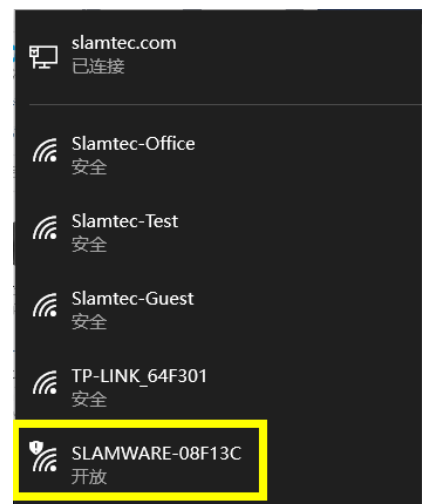 slamtec.com
已连接
Slamtec-Office
安全
Slamtec-Test
安全
Slamtec-Guest
安全
TP-LINK_64F301
安全
SLAMWARE-08F13C
开放